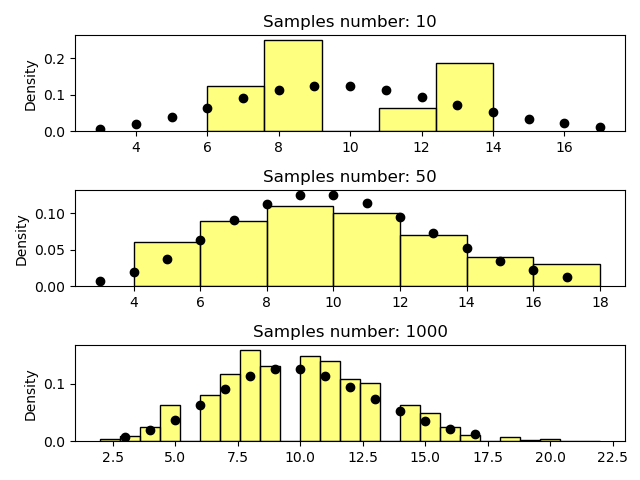 Samples number: 10
Density
0.2
0.1
0.0
4 6 8 10 12 14 16
Samples number: 50
Density
0.10
0.05
0.00
4 6 8 10 12 14 16 18
Samples number: 1000
Density
0.1
0.0
2.5 5.0 7.5 10.0 12.5 15.0 17.5 20.0 22.5